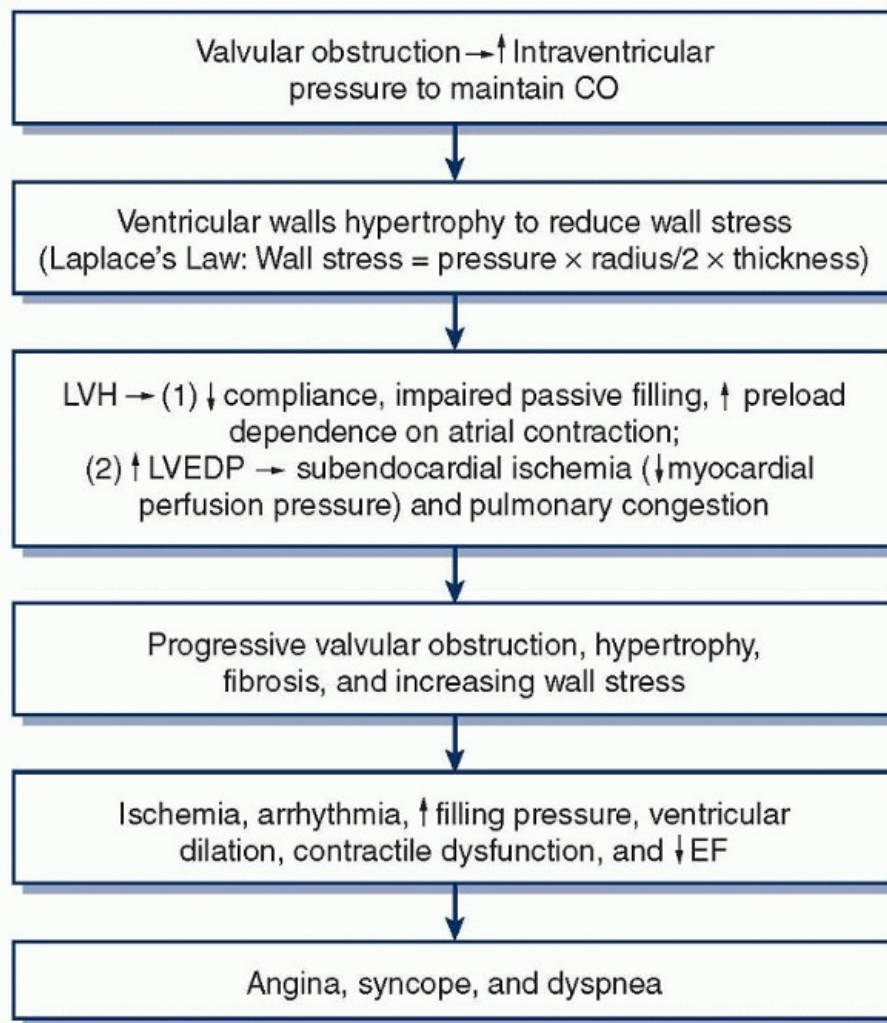 Valvular obstruction → ↑ Intraventricular
pressure to maintain CO
Ventricular walls hypertrophy to reduce wall stress
(Laplace's Law: Wall stress = pressure × radius/2 × thickness)
LVH → (1) ↓ compliance, impaired passive filling, ↑ preload
dependence on atrial contraction;
(2) ↑ LVEDP → subendocardial ischemia (↓ myocardial
perfusion pressure) and pulmonary congestion
Progressive valvular obstruction, hypertrophy,
fibrosis, and increasing wall stress
Ischemia, arrhythmia, ↑ filling pressure, ventricular
dilation, contractile dysfunction, and ↓ EF
Angina, syncope, and dyspnea